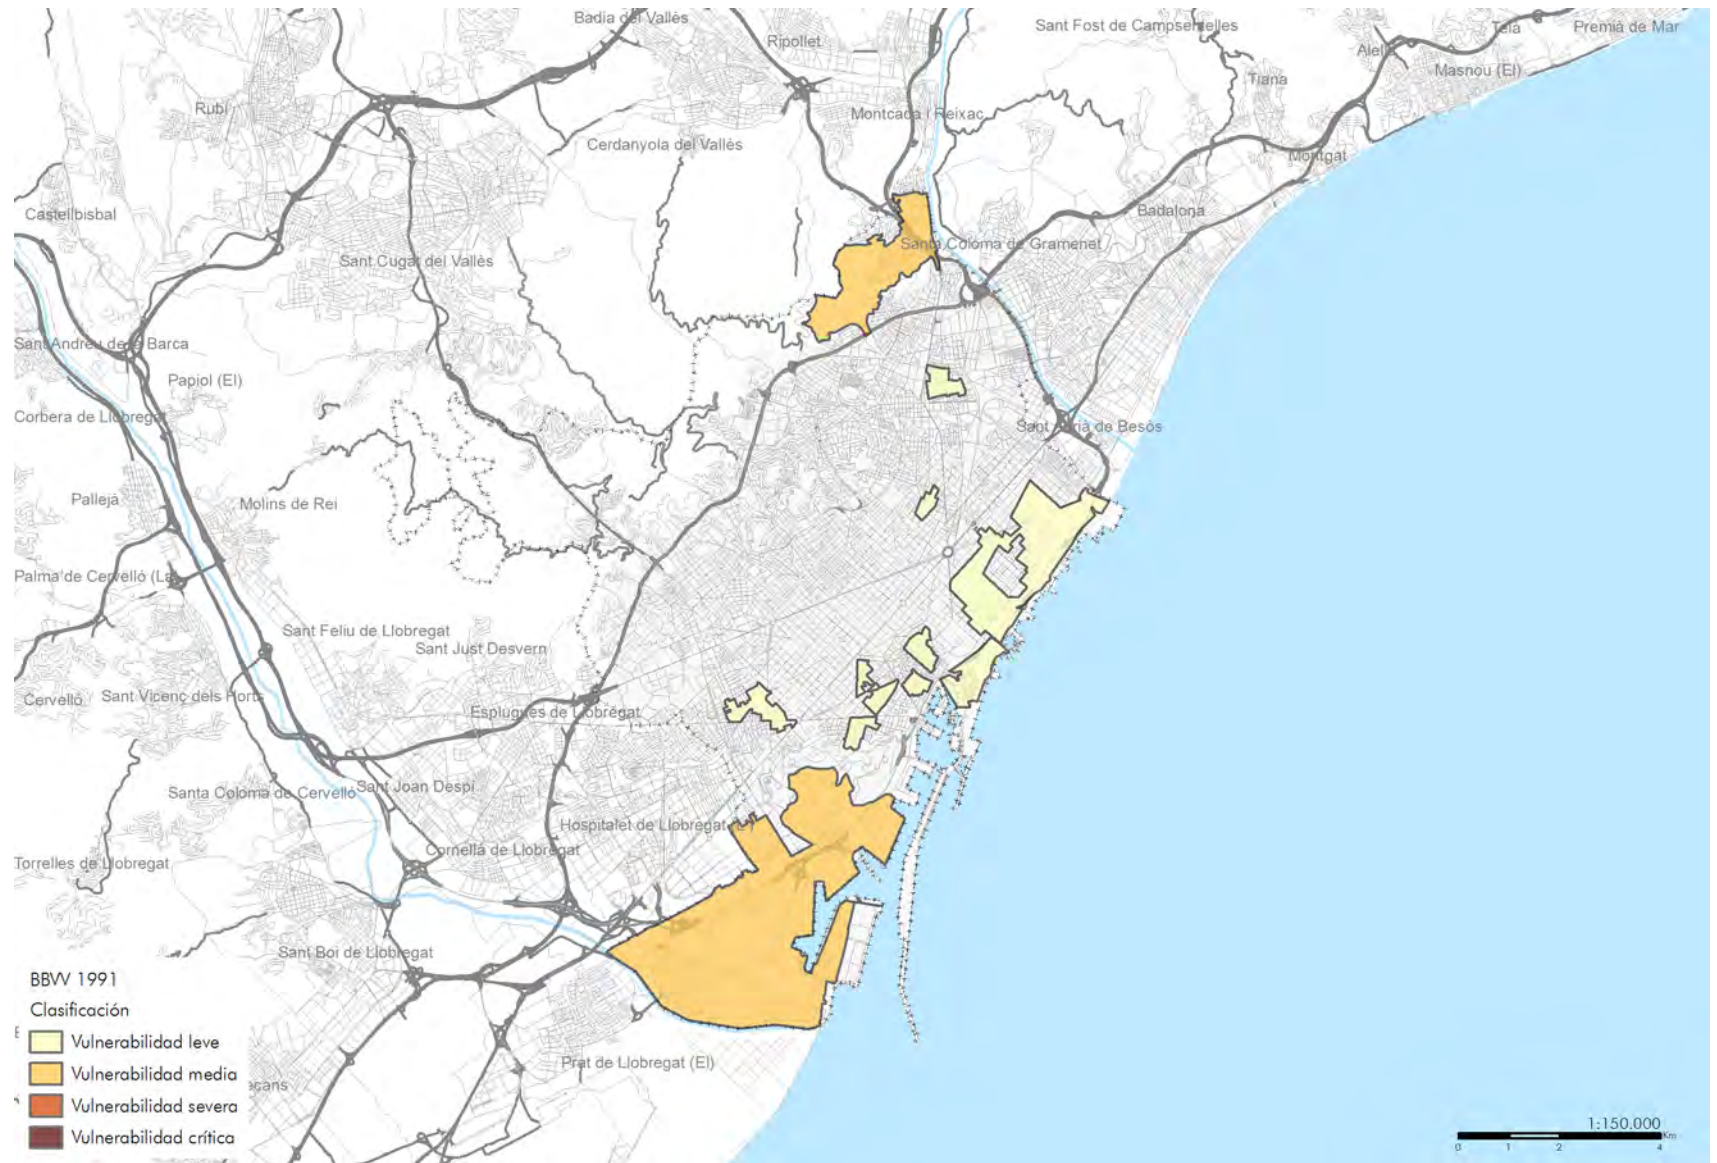 Badia del Vallès
Sant Fost de Campsentelles
Teià
Premià de Mar
Ripollet
Alella
Masnou (El)
Tiana
Rubí
Montcada i Reixac
Cerdanyola del Vallès
Montgat
Castellbisbal
Badalona
Santa Coloma de Gramenet
Sant Cugat del Vallès
Sant Andreu de la Barca
Papiol (El)
Corbera de Llobregat
Sant Adrià de Besòs
Pallejà
Molins de Rei
Palma de Cervelló (La)
Sant Feliu de Llobregat
Sant Just Desvern
Cervelló
Sant Vicenç dels Horts
Esplugues de Llobregat
Santa Coloma de Cervelló
Sant Joan Despí
Hospitalet de Llobregat (L')
Cornellà de Llobregat
Torrelles de Llobregat
Sant Boi de Llobregat
BBVV 1991
Clasificación
Vulnerabilidad leve
Prat de Llobregat (El)
Vulnerabilidad media
ecans
Vulnerabilidad severa
Vulnerabilidad crítica
1:150.000
Km
0 1 2 4